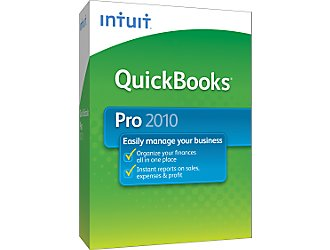 INTUIT
QuickBooks®
Pro 2010
Easily manage your business
Organize your finances
all in one place
Instant reports on sales,
expenses & profit